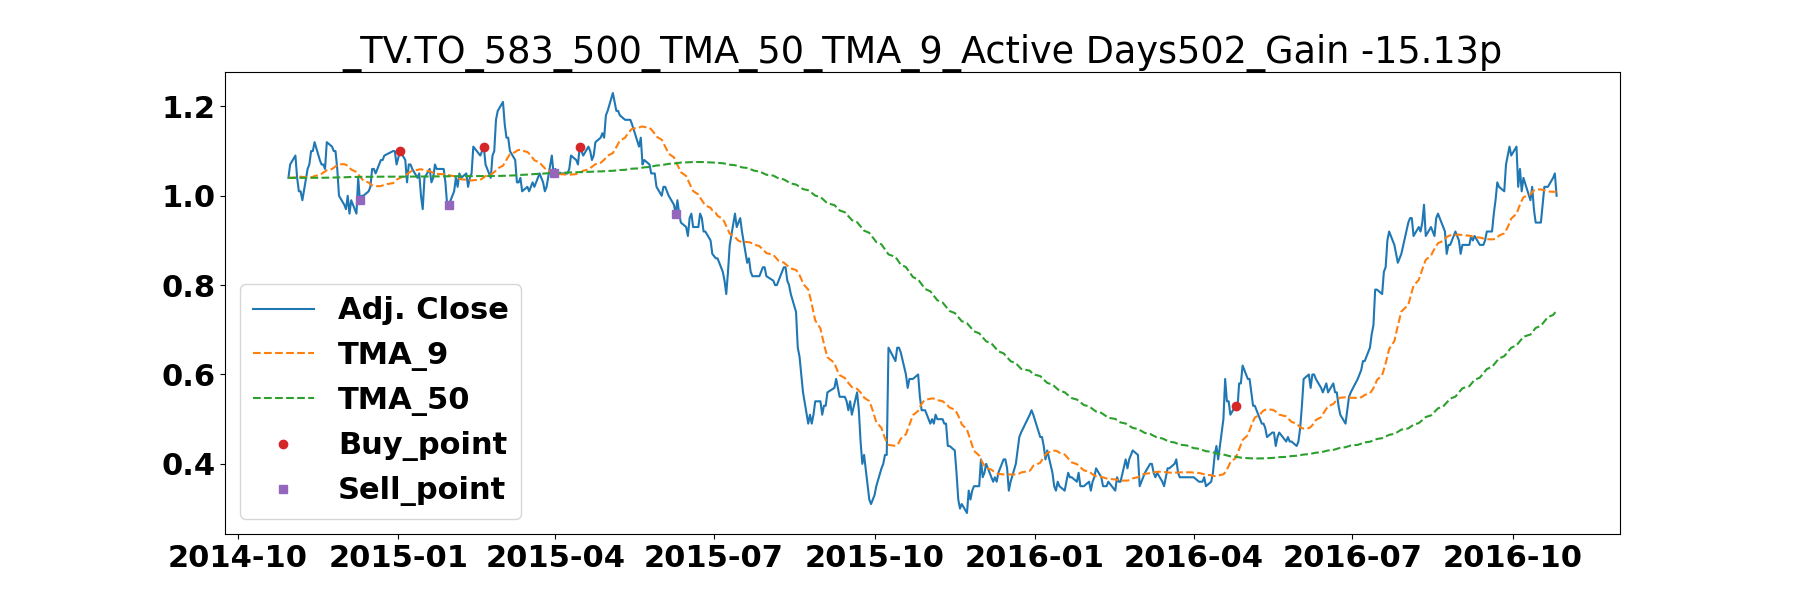 _TV.TO_583_500_TMA_50_TMA_9_Active Days502_Gain -15.13p
1.2
1.0
0.8
0.6
0.4
Adj. Close
TMA_9
TMA_50
Buy_point
Sell_point
2014-10 2015-01 2015-04 2015-07 2015-10 2016-01 2016-04 2016-07 2016-10